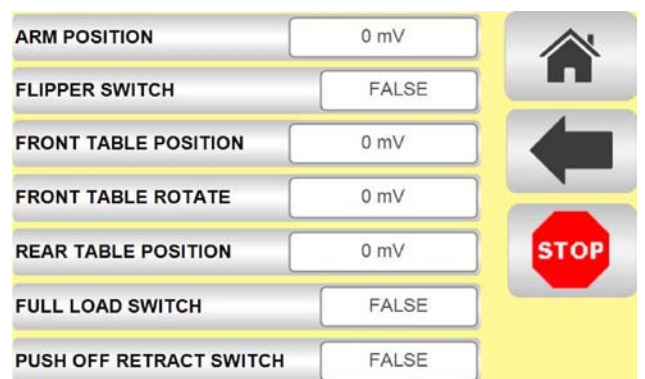 ARM POSITION 0 mV
FLIPPER SWITCH FALSE
FRONT TABLE POSITION 0 mV
FRONT TABLE ROTATE 0 mV
REAR TABLE POSITION 0 mV
STOP
FULL LOAD SWITCH FALSE
PUSH OFF RETRACT SWITCH FALSE